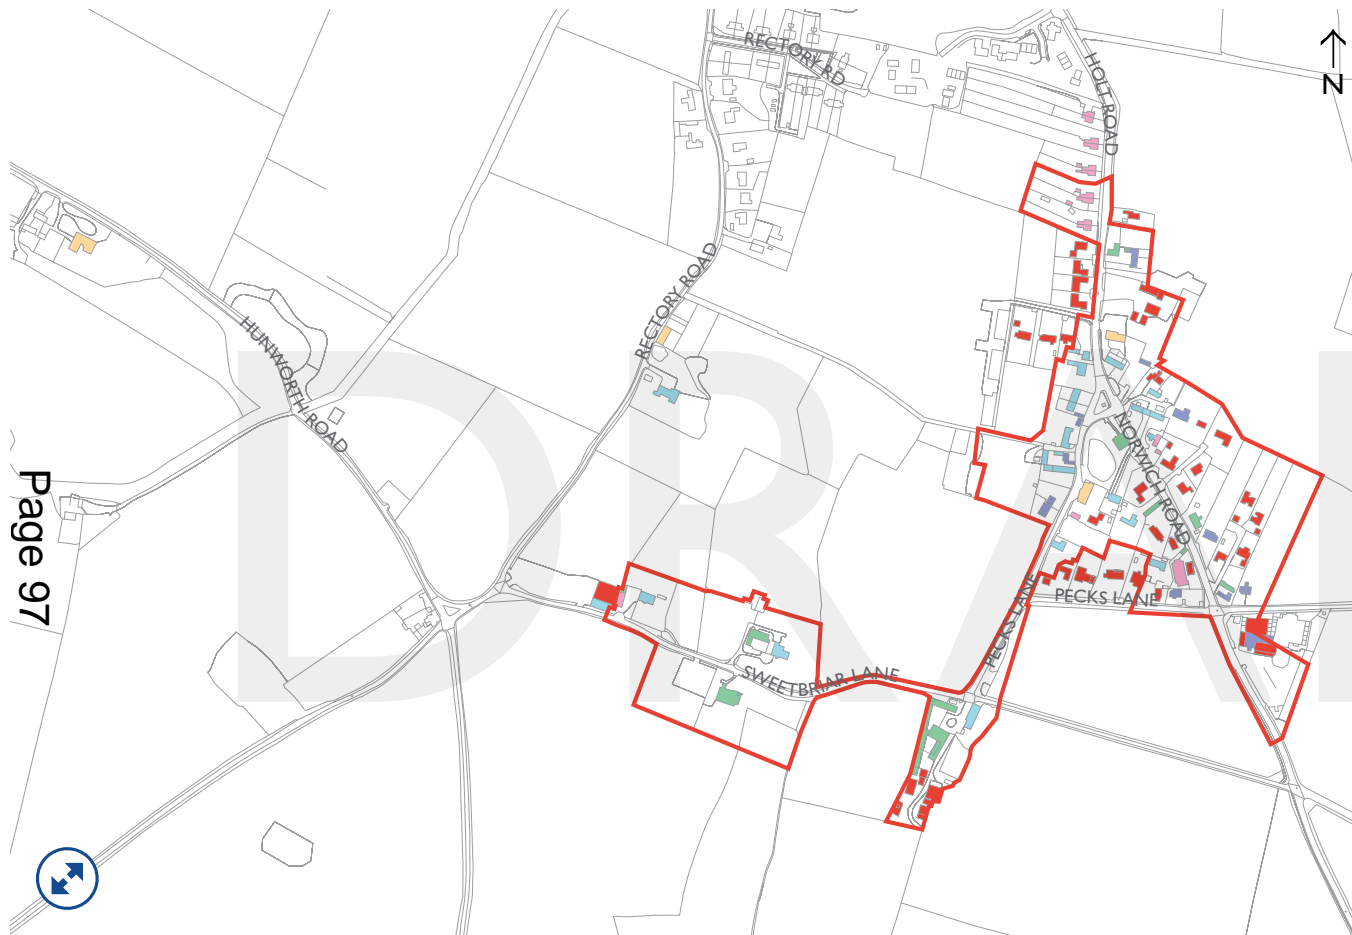 RECTORY RD
HOLT ROAD
N
RECTORY ROAD
HUNWORTH ROAD
NORWICH ROAD
Page 97
PECKS LANE
PECKS LANE
SWEETBRIAR LANE
DRA